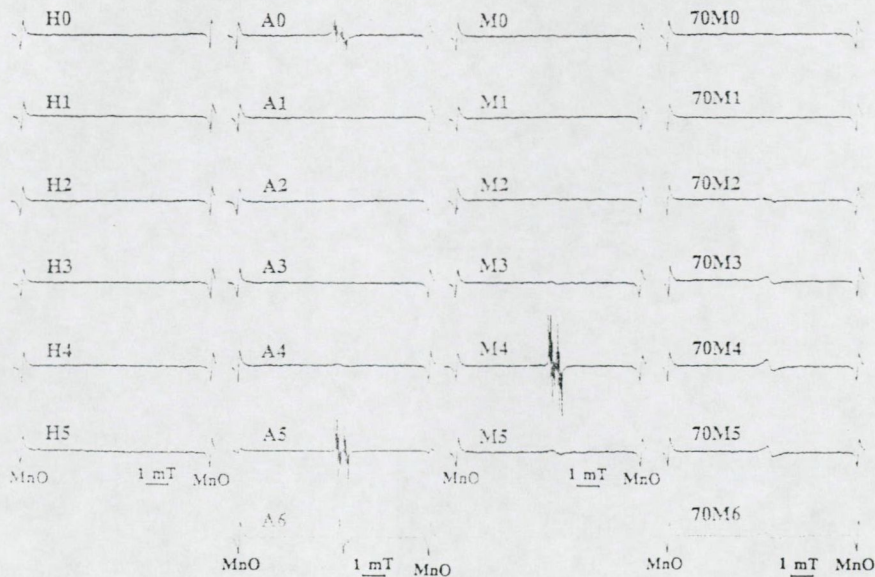 H0 A0 M0 70M0
H1 A1 M1 70M1
H2 A2 M2 70M2
H3 A3 M3 70M3
H4 A4 M4 70M4
H5 A5 M5 70M5
MnO 1 mT MnO MnO 1 mT MnO
A6 70M6
MnO 1 mT MnO MnO 1 mT MnO